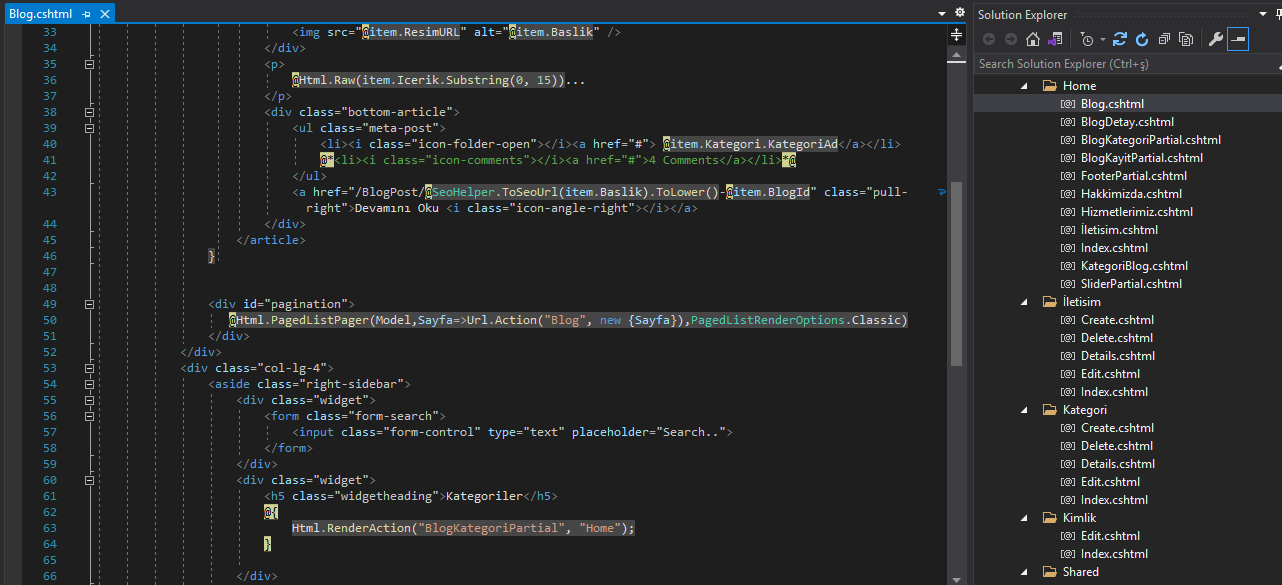 Blog.cshtml
33 <img src="@item.ResimURL" alt="@item.Baslik" />
34 </div>
35 <p>
36 @Html.Raw(item.Icerik.Substring(0, 15))...
37 </p>
38 <div class="bottom-article">
39 <ul class="meta-post">
40 <li><i class="icon-folder-open"></i><a href="#"> @item.Kategori.KategoriAd</a></li>
41 @*<li><i class="icon-comments"></i><a href="#">4 Comments</a></li>*@
42 </ul>
43 <a href="/BlogPost/@SeoHelper.ToSeoUrl(item.Baslik).ToLower()-@item.BlogId" class="pull-
right">Devamını Oku <i class="icon-angle-right"></i></a>
44 </div>
45 </article>
46 }
47
48
49 <div id="pagination">
50 @Html.PagedListPager(Model,Sayfa=>Url.Action("Blog", new {Sayfa}),PagedListRenderOptions.Classic)
51 </div>
52 </div>
53 <div class="col-lg-4">
54 <aside class="right-sidebar">
55 <div class="widget">
56 <form class="form-search">
57 <input class="form-control" type="text" placeholder="Search..">
58 </form>
59 </div>
60 <div class="widget">
61 <h5 class="widgetheading">Kategoriler</h5>
62 @{
63 Html.RenderAction("BlogKategoriPartial", "Home");
64 }
65
66 </div>
Solution Explorer
Search Solution Explorer (Ctrl+ş)
Home
Blog.cshtml
BlogDetay.cshtml
BlogKategoriPartial.cshtml
BlogKayitPartial.cshtml
FooterPartial.cshtml
Hakkimizda.cshtml
Hizmetlerimiz.cshtml
İletisim.cshtml
Index.cshtml
KategoriBlog.cshtml
SliderPartial.cshtml
İletisim
Create.cshtml
Delete.cshtml
Details.cshtml
Edit.cshtml
Index.cshtml
Kategori
Create.cshtml
Delete.cshtml
Details.cshtml
Edit.cshtml
Index.cshtml
Kimlik
Edit.cshtml
Index.cshtml
Shared